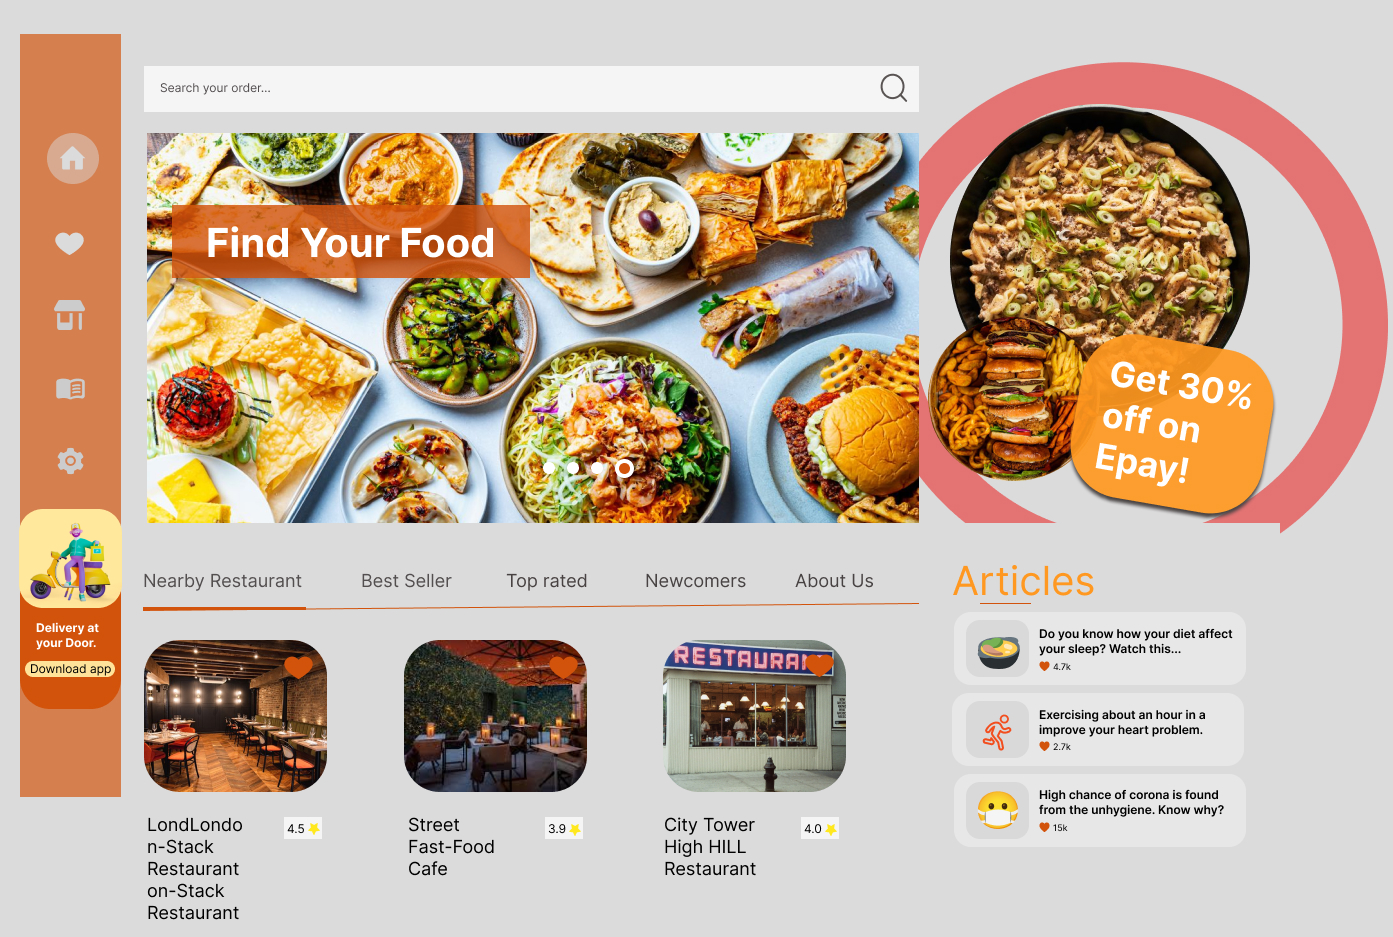 Search your order...
Find Your Food
Get 30%
off on
Epay!
Delivery at
your Door.
Download app
Nearby Restaurant
Best Seller
Top rated
Newcomers
About Us
RESTAURAN
LondLondo
n-Stack
Restaurant
on-Stack
Restaurant
4.5
Street
Fast-Food
Cafe
3.9
City Tower
High HILL
Restaurant
4.0
Articles
Do you know how your diet affect
your sleep? Watch this...
4.7k
Exercising about an hour in a
improve your heart problem.
2.7k
High chance of corona is found
from the unhygiene. Know why?
15k